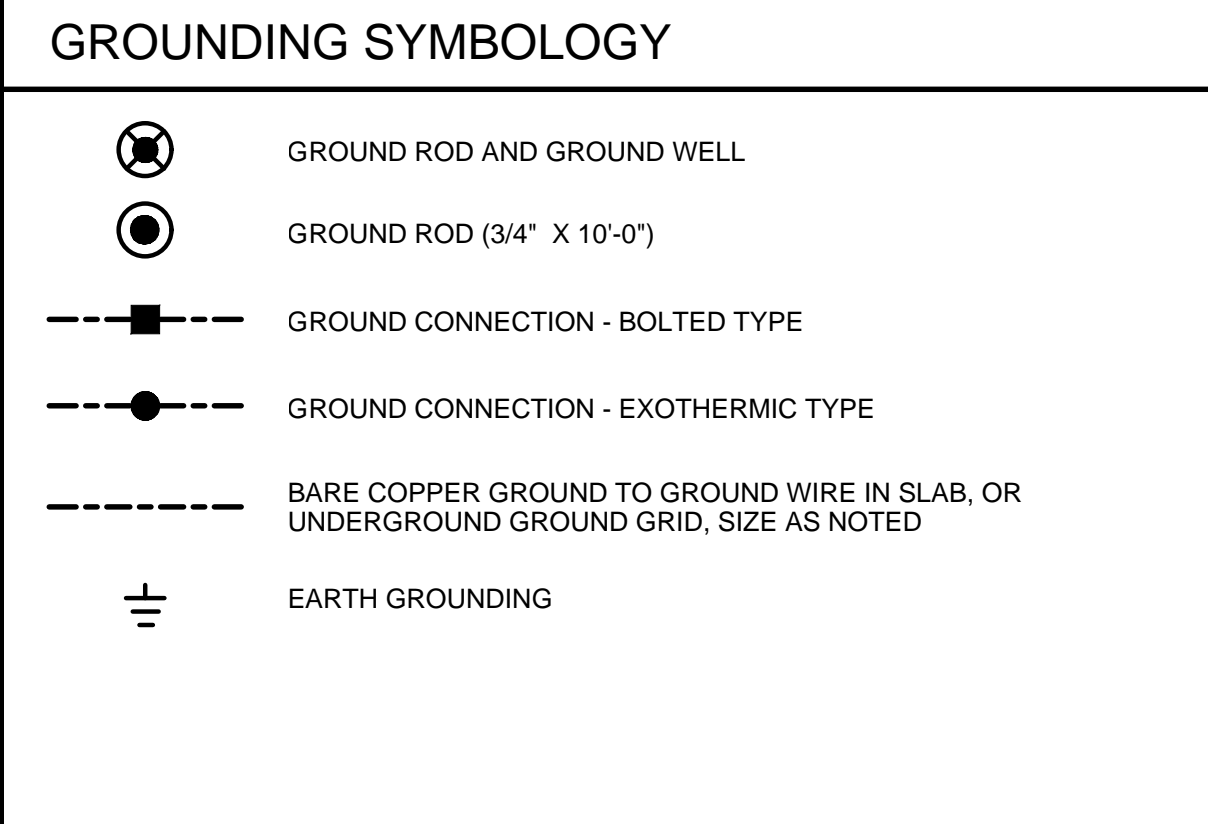 GROUNDING SYMBOLOGY
GROUND ROD AND GROUND WELL
GROUND ROD (3/4"  X 10'-0")
GROUND CONNECTION - BOLTED TYPE
GROUND CONNECTION - EXOTHERMIC TYPE
BARE COPPER GROUND TO GROUND WIRE IN SLAB, OR
UNDERGROUND GROUND GRID, SIZE AS NOTED
EARTH GROUNDING